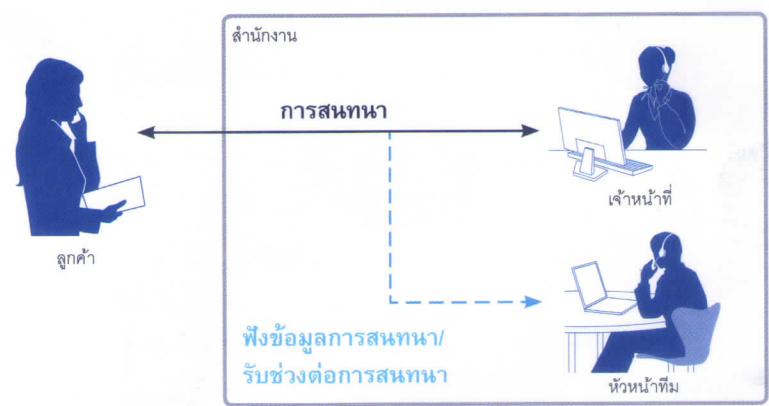 สำนักงาน
การสนทนา
เจ้าหน้าที่
ลูกค้า
ฟังข้อมูลการสนทนา/
รับช่วงต่อการสนทนา
หัวหน้าทีม